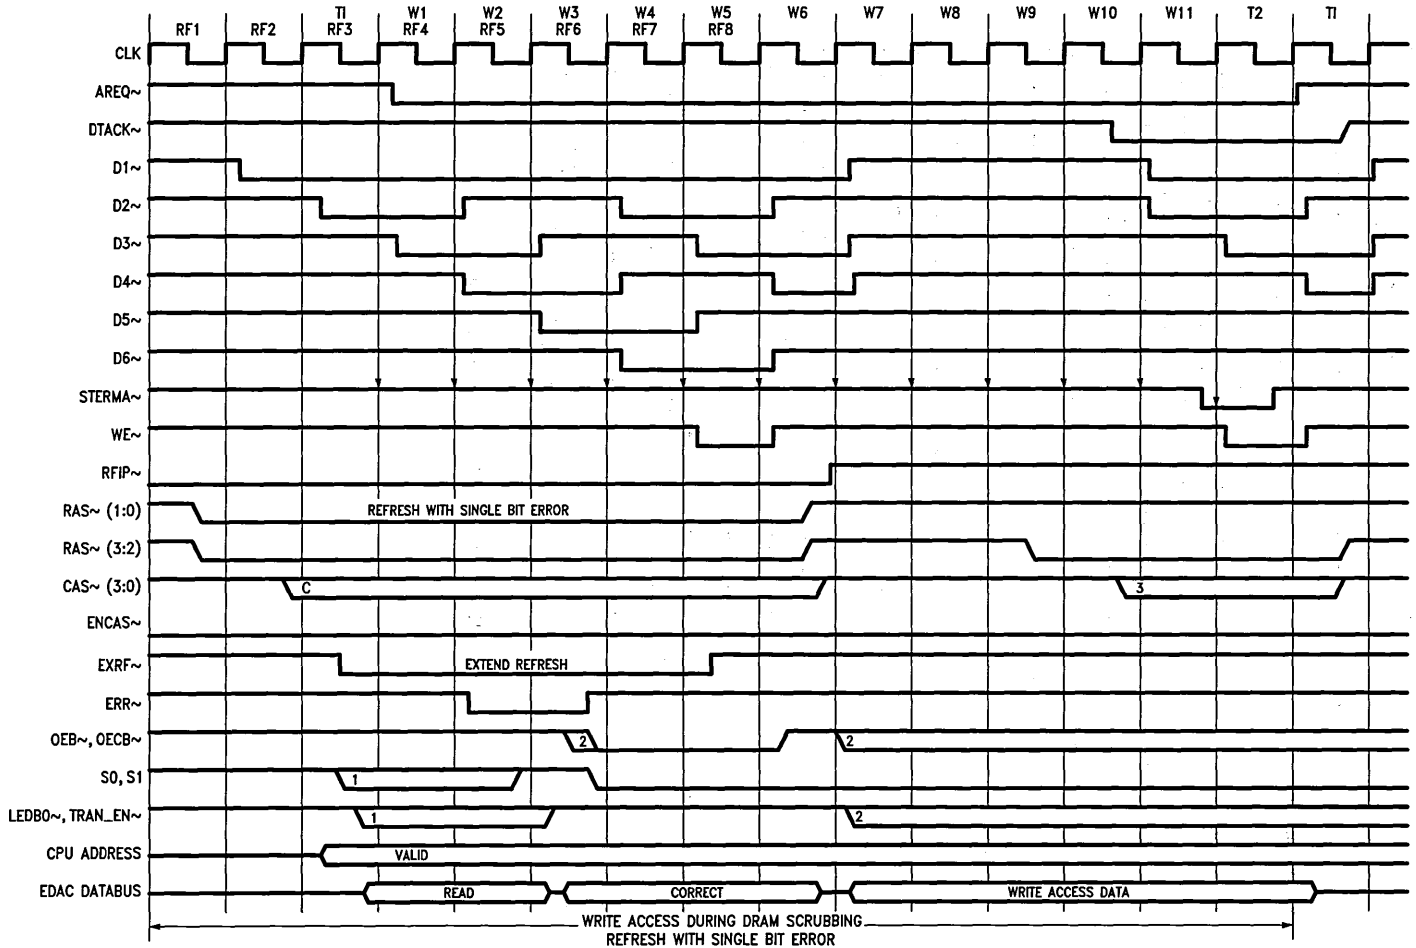 TI W1 W2 W3 W4 W5 W6 W7 W8 W9 W10 W11 T2 TI
RF1 RF2 RF3 RF4 RF5 RF6 RF7 RF8
CLK
AREQ~
DTACK~
D1~
D2~
D3~
D4~
D5~
D6~
STERMA~
WE~
RFIP~
RAS~ (1:0) REFRESH WITH SINGLE BIT ERROR
RAS~ (3:2)
CAS~ (3:0) C 3
ENCAS~
EXRF~ EXTEND REFRESH
ERR~
OEB~, OECB~ 2 2
S0, S1 1
LEDBO~, TRAN_EN~ 1 2
CPU ADDRESS VALID
EDAC DATABUS READ CORRECT WRITE ACCESS DATA
WRITE ACCESS DURING DRAM SCRUBBING
REFRESH WITH SINGLE BIT ERROR